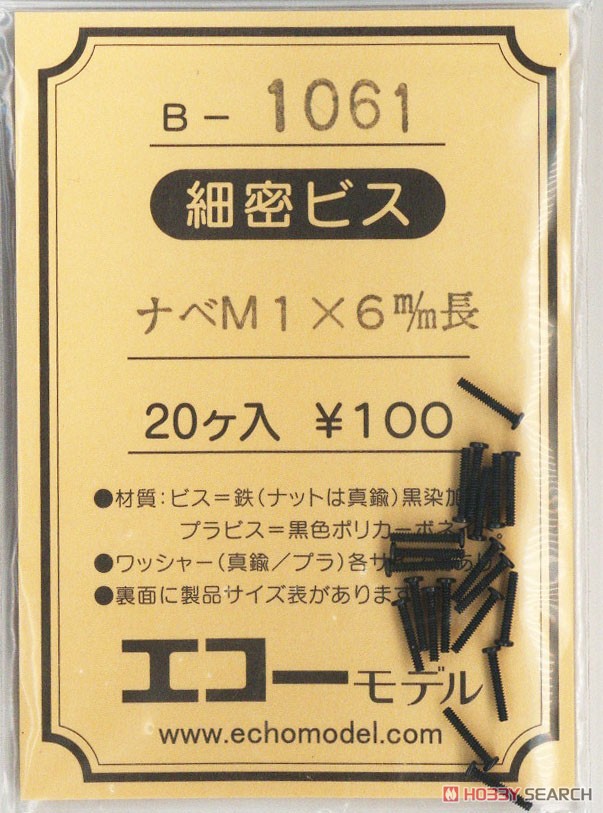 B- 1061
細密ビス
ナベM1×6㎜長
20ヶ入 ¥100
●材質:ビス=鉄(ナットは真鍮)黒染加
プラビス=黒色ポリカーボネ 。
●ワッシャー(真鍮/プラ)各サ あり
●裏面に製品サイズ表があります
エコーモデル
www.echomodel.com
HOBBY SEARCH